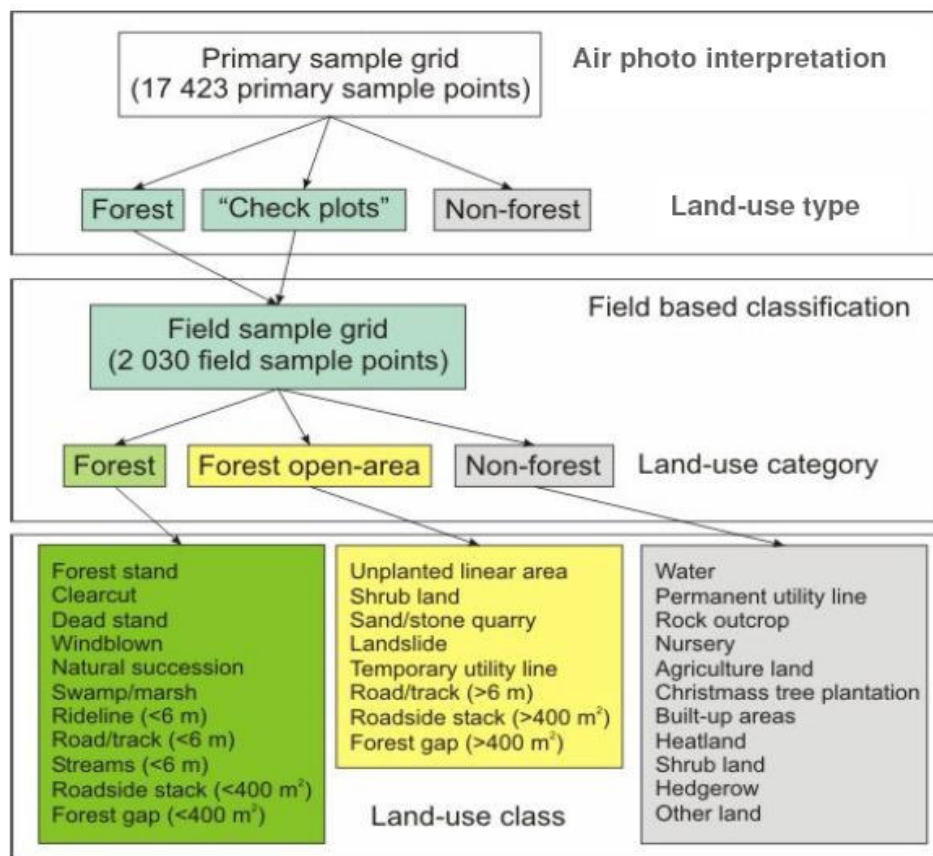 Primary sample grid
(17 423 primary sample points)
Air photo interpretation
Forest
"Check plots"
Non-forest
Land-use type
Field based classification
Field sample grid
(2 030 field sample points)
Forest
Forest open-area
Non-forest
Land-use category
Forest stand
Clearcut
Dead stand
Windblown
Natural succession
Swamp/marsh
Rideline (<6 m)
Road/track (<6 m)
Streams (<6 m)
Roadside stack (<400 m²)
Forest gap (<400 m²)
Unplanted linear area
Shrub land
Sand/stone quarry
Landslide
Temporary utility line
Road/track (>6 m)
Roadside stack (>400 m²)
Forest gap (>400 m²)
Water
Permanent utility line
Rock outcrop
Nursery
Agriculture land
Christmass tree plantation
Built-up areas
Heatland
Shrub land
Hedgerow
Other land
Land-use class